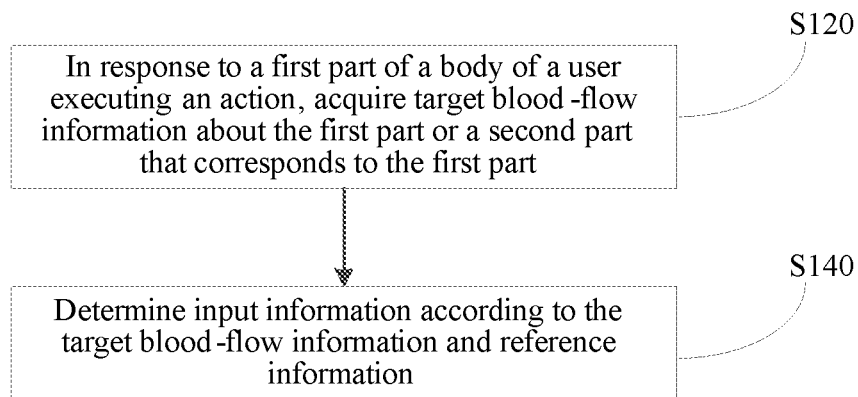 S120
In response to a first part of a body of a user
executing an action, acquire target blood-flow
information about the first part or a second part
that corresponds to the first part
S140
Determine input information according to the
target blood-flow information and reference
information